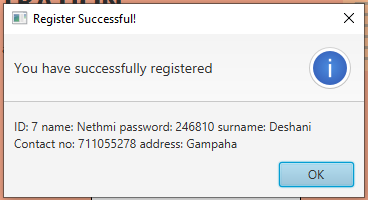 Register Successful!
You have successfully registered
ID: 7 name: Nethmi password: 246810 surname: Deshani
Contact no: 711055278 address: Gampaha
OK